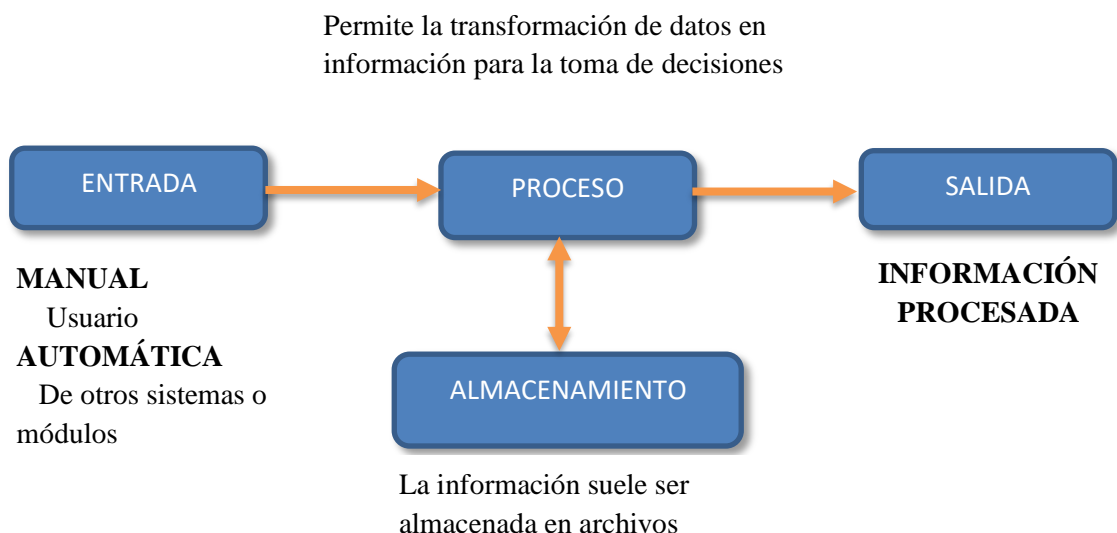 Permite la transformación de datos en
información para la toma de decisiones
ENTRADA
PROCESO
SALIDA
MANUAL
Usuario
AUTOMÁTICA
De otros sistemas o
módulos
INFORMACIÓN
PROCESADA
ALMACENAMIENTO
La información suele ser
almacenada en archivos